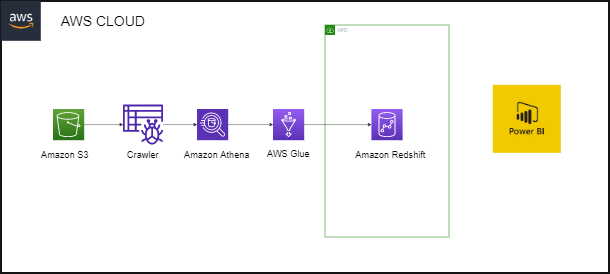 aws
AWS CLOUD
VPC
Amazon S3
Crawler
Amazon Athena
AWS Glue
Amazon Redshift
Power BI